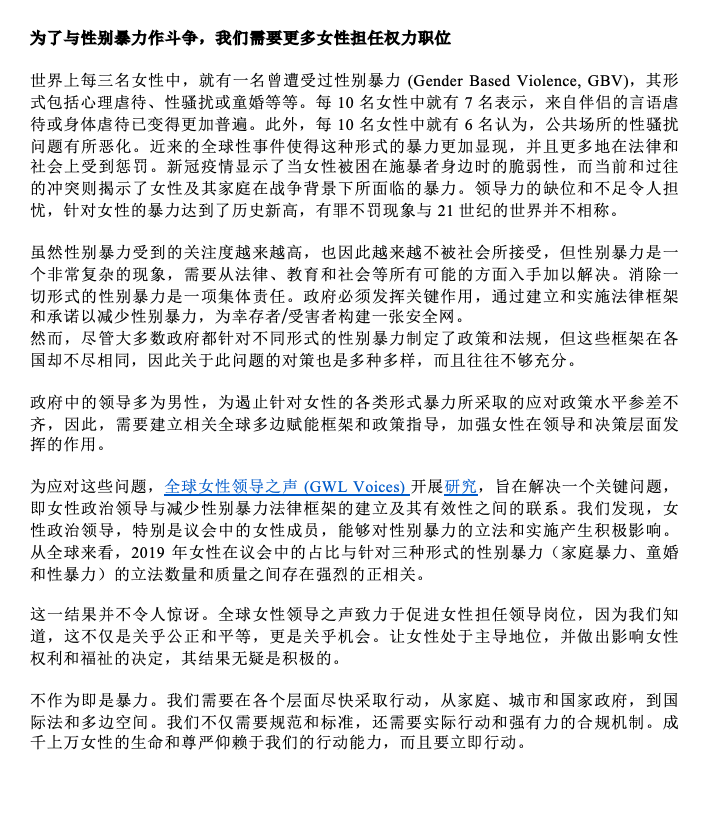 为了与性别暴力作斗争，我们需要更多女性担任权力职位
世界上每三名女性中，就有一名曾遭受过性别暴力 (Gender Based Violence, GBV)，其形
式包括心理虐待、性骚扰或童婚等等。每 10 名女性中就有 7 名表示，来自伴侣的言语虐
待或身体虐待已变得更加普遍。此外，每 10 名女性中就有 6 名认为，公共场所的性骚扰
问题有所恶化。近来的全球性事件使得这种形式的暴力更加显现，并且更多地在法律和
社会上受到惩罚。新冠疫情显示了当女性被困在施暴者身边时的脆弱性，而当前和过往
的冲突则揭示了女性及其家庭在战争背景下所面临的暴力。领导力的缺位和不足令人担
忧，针对女性的暴力达到了历史新高，有罪不罚现象与 21 世纪的世界并不相称。
虽然性别暴力受到的关注度越来越高，也因此越来越不被社会所接受，但性别暴力是一
个非常复杂的现象，需要从法律、教育和社会等所有可能的方面入手加以解决。消除一
切形式的性别暴力是一项集体责任。政府必须发挥关键作用，通过建立和实施法律框架
和承诺以减少性别暴力，为幸存者/受害者构建一张安全网。
然而，尽管大多数政府都针对不同形式的性别暴力制定了政策和法规，但这些框架在各
国却不尽相同，因此关于此问题的对策也是多种多样，而且往往不够充分。
政府中的领导多为男性，为遏止针对女性的各类形式暴力所采取的应对政策水平参差不
齐，因此，需要建立相关全球多边赋能框架和政策指导，加强女性在领导和决策层面发
挥的作用。
为应对这些问题，全球女性领导之声 (GWL Voices) 开展研究，旨在解决一个关键问题，
即女性政治领导与减少性别暴力法律框架的建立及其有效性之间的联系。我们发现，女
性政治领导，特别是议会中的女性成员，能够对性别暴力的立法和实施产生积极影响。
从全球来看，2019 年女性在议会中的占比与针对三种形式的性别暴力（家庭暴力、童婚
和性暴力）的立法数量和质量之间存在强烈的正相关。
这一结果并不令人惊讶。全球女性领导之声致力于促进女性担任领导岗位，因为我们知
道，这不仅是关乎公正和平等，更是关乎机会。让女性处于主导地位，并做出影响女性
权利和福祉的决定，其结果无疑是积极的。
不作为即是暴力。我们需要在各个层面尽快采取行动，从家庭、城市和国家政府，到国
际法和多边空间。我们不仅需要规范和标准，还需要实际行动和强有力的合规机制。成
千上万女性的生命和尊严仰赖于我们的行动能力，而且要立即行动。